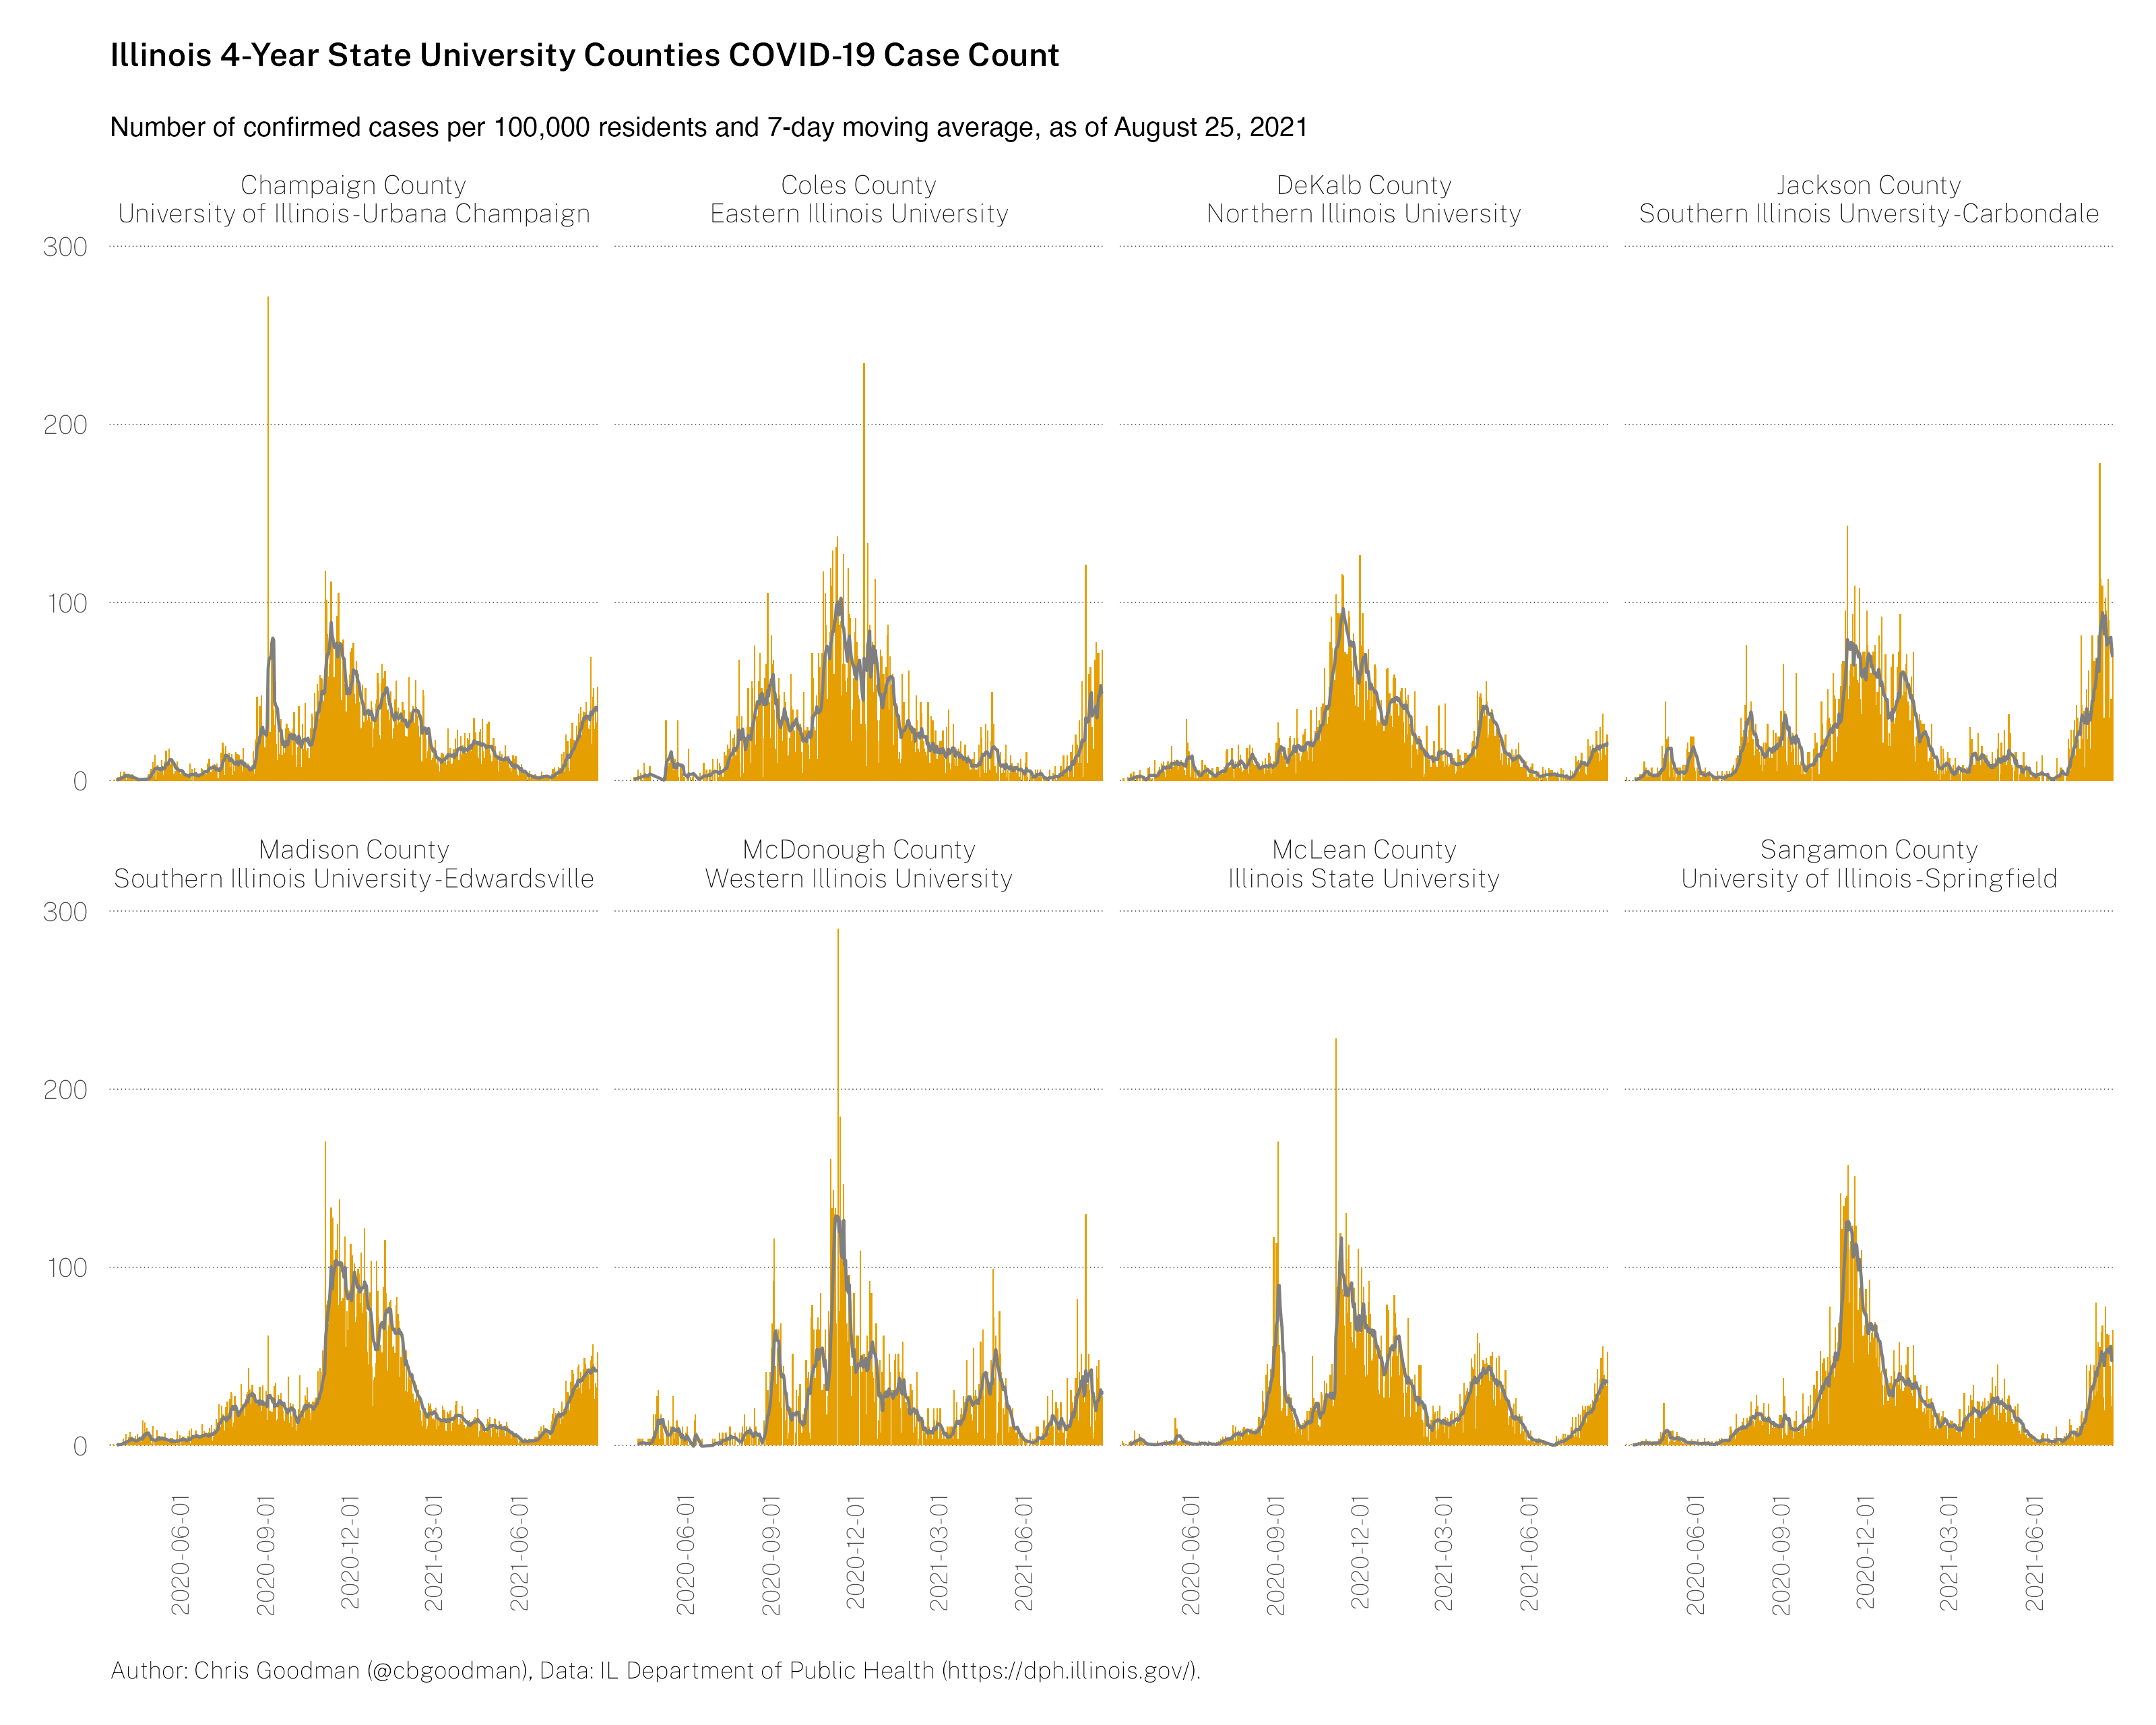 Illinois 4-Year State University Counties COVID-19 Case Count
Number of confirmed cases per 100,000 residents and 7-day moving average, as of August 25, 2021
Champaign County
University of Illinois-Urbana Champaign
Coles County
Eastern Illinois University
DeKalb County
Northern Illinois University
Jackson County
Southern Illinois Unversity-Carbondale
300
200
100
0
Madison County
Southern Illinois University-Edwardsville
McDonough County
Western Illinois University
McLean County
Illinois State University
Sangamon County
University of Illinois-Springfield
300
200
100
0
2020-06-01
2020-09-01
2020-12-01
2021-03-01
2021-06-01
2020-06-01
2020-09-01
2020-12-01
2021-03-01
2021-06-01
2020-06-01
2020-09-01
2020-12-01
2021-03-01
2021-06-01
2020-06-01
2020-09-01
2020-12-01
2021-03-01
2021-06-01
Author: Chris Goodman (@cbgoodman), Data: IL Department of Public Health (https://dph.illinois.gov/).